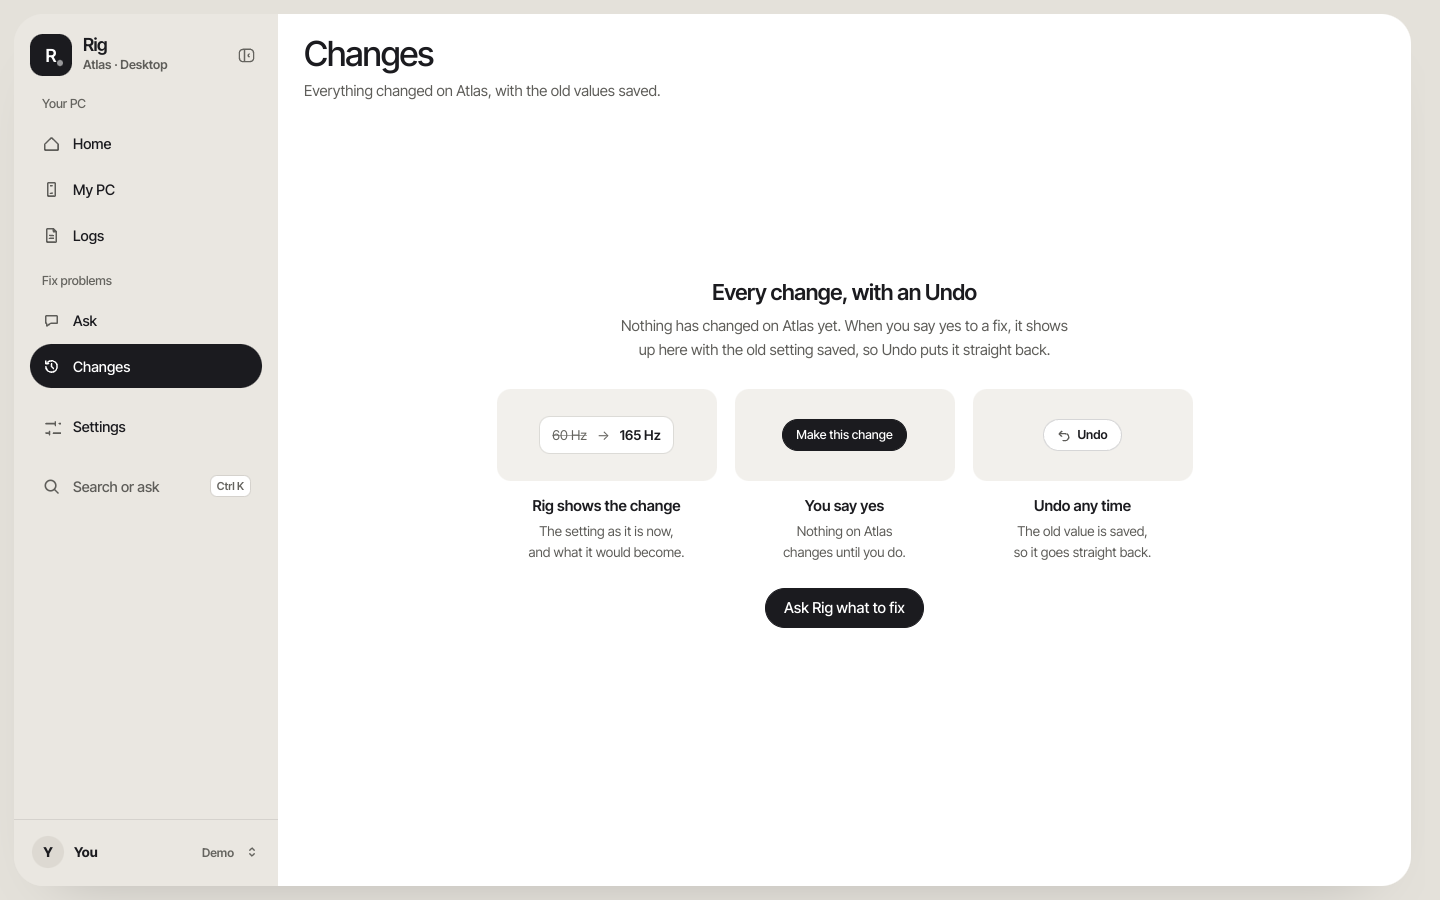 R.
Rig
Atlas · Desktop
Your PC
Home
My PC
Logs
Fix problems
Ask
Changes
Settings
Search or ask
Ctrl K
Y
You
Demo
Changes
Everything changed on Atlas, with the old values saved.
Every change, with an Undo
Nothing has changed on Atlas yet. When you say yes to a fix, it shows
up here with the old setting saved, so Undo puts it straight back.
60 Hz → 165 Hz
Rig shows the change
The setting as it is now,
and what it would become.
Make this change
You say yes
Nothing on Atlas
changes until you do.
Undo
Undo any time
The old value is saved,
so it goes straight back.
Ask Rig what to fix